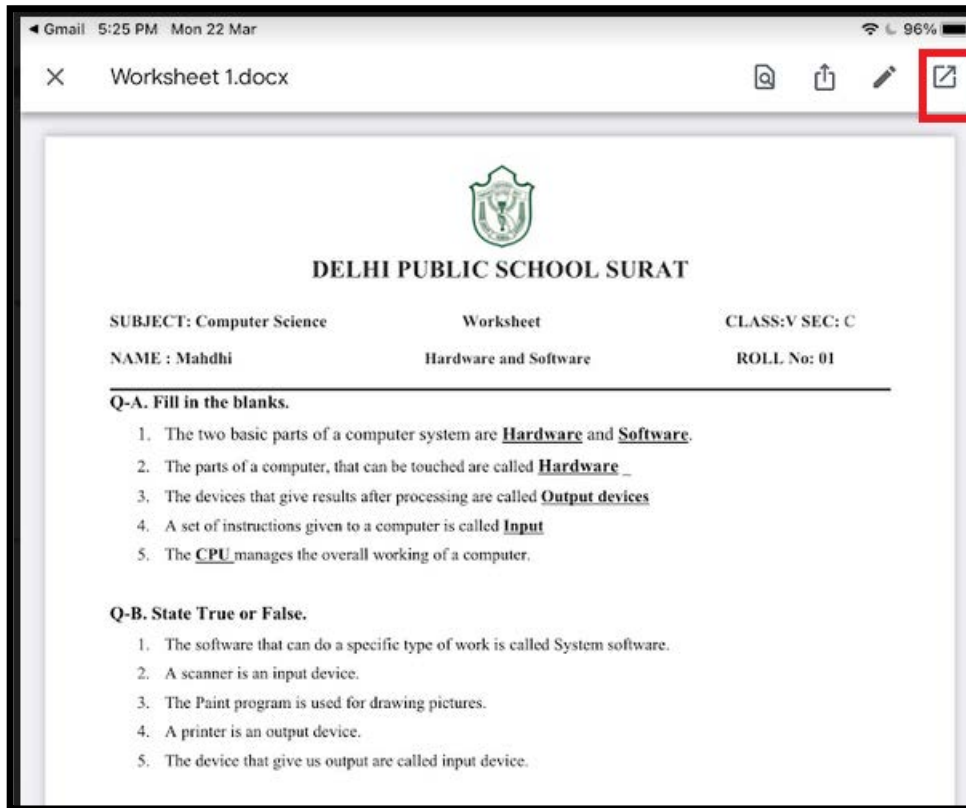 ◀ Gmail 5:25 PM Mon 22 Mar 96%
Worksheet 1.docx
DELHI PUBLIC SCHOOL SURAT
SUBJECT: Computer Science Worksheet CLASS:V SEC: C
NAME : Mahdhi Hardware and Software ROLL No: 01
Q-A. Fill in the blanks.
1. The two basic parts of a computer system are Hardware and Software.
2. The parts of a computer, that can be touched are called Hardware _
3. The devices that give results after processing are called Output devices
4. A set of instructions given to a computer is called Input
5. The CPU manages the overall working of a computer.
Q-B. State True or False.
1. The software that can do a specific type of work is called System software.
2. A scanner is an input device.
3. The Paint program is used for drawing pictures.
4. A printer is an output device.
5. The device that give us output are called input device.